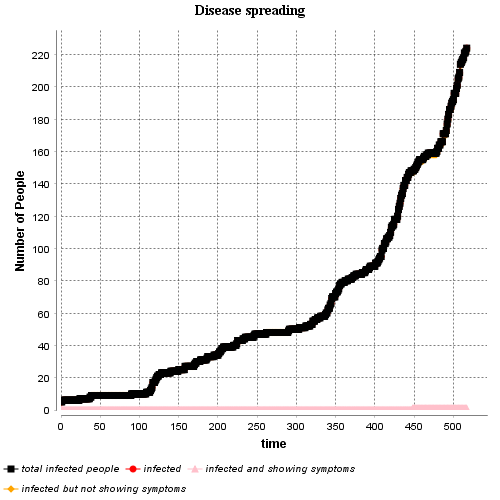 Disease spreading
Number of People
220
200
180
160
140
120
100
80
60
40
20
0
0 50 100 150 200 250 300 350 400 450 500
time
total infected people infected infected and showing symptoms
infected but not showing symptoms